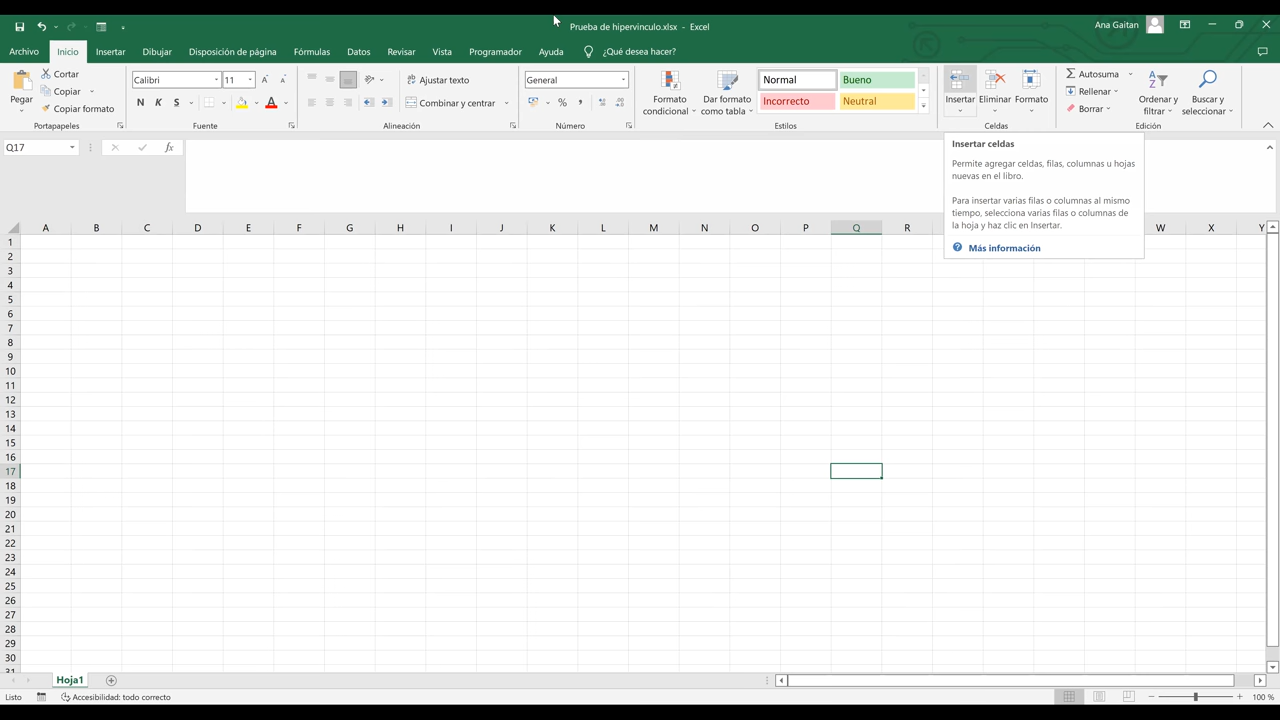 Prueba de hipervinculo.xlsx - Excel
Ana Gaitan
Archivo Inicio Insertar Dibujar Disposición de página Fórmulas Datos Revisar Vista Programador Ayuda ¿Qué desea hacer?
Pegar
Cortar
Copiar
Copiar formato
Portapapeles
Calibri 11
N K S
Fuente
Ajustar texto
Combinar y centrar
Alineación
General
%
Número
Formato condicional
Dar formato como tabla
Normal Bueno
Incorrecto Neutral
Estilos
Insertar Eliminar Formato
Celdas
Autosuma
Rellenar
Borrar
Ordenar y filtrar
Buscar y seleccionar
Edición
Q17
fx
Insertar celdas
Permite agregar celdas, filas, columnas u hojas
nuevas en el libro.
Para insertar varias filas o columnas al mismo
tiempo, selecciona varias filas o columnas de
la hoja y haz clic en Insertar.
Más información
A B C D E F G H I J K L M N O P Q R W X Y
1
2
3
4
5
6
7
8
9
10
11
12
13
14
15
16
17
18
19
20
21
22
23
24
25
26
27
28
29
30
31
Hoja1
Listo Accesibilidad: todo correcto 100 %